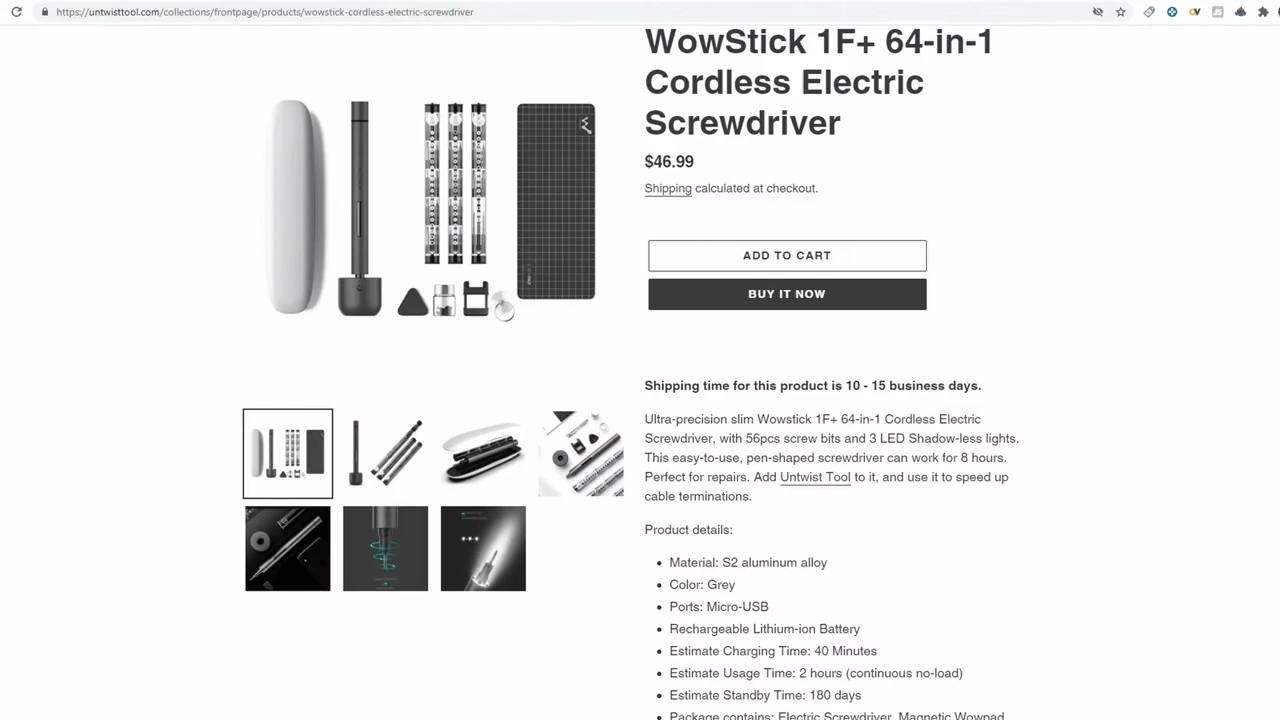 https://untwisttool.com/collections/frontpage/products/wowstick-cordless-electric-screwdriver
WowStick 1F+ 64-in-1
Cordless Electric
Screwdriver
$46.99
Shipping calculated at checkout.
ADD TO CART
BUY IT NOW
Shipping time for this product is 10 - 15 business days.
Ultra-precision slim Wowstick 1F+ 64-in-1 Cordless Electric
Screwdriver, with 56pcs screw bits and 3 LED Shadow-less lights.
This easy-to-use, pen-shaped screwdriver can work for 8 hours.
Perfect for repairs. Add Untwist Tool to it, and use it to speed up
cable terminations.
Product details:
• Material: S2 aluminum alloy
• Color: Grey
• Ports: Micro-USB
• Rechargeable Lithium-ion Battery
• Estimate Charging Time: 40 Minutes
• Estimate Usage Time: 2 hours (continuous no-load)
• Estimate Standby Time: 180 days
• Package contains: Electric Screwdriver, Magnetic Wowpad